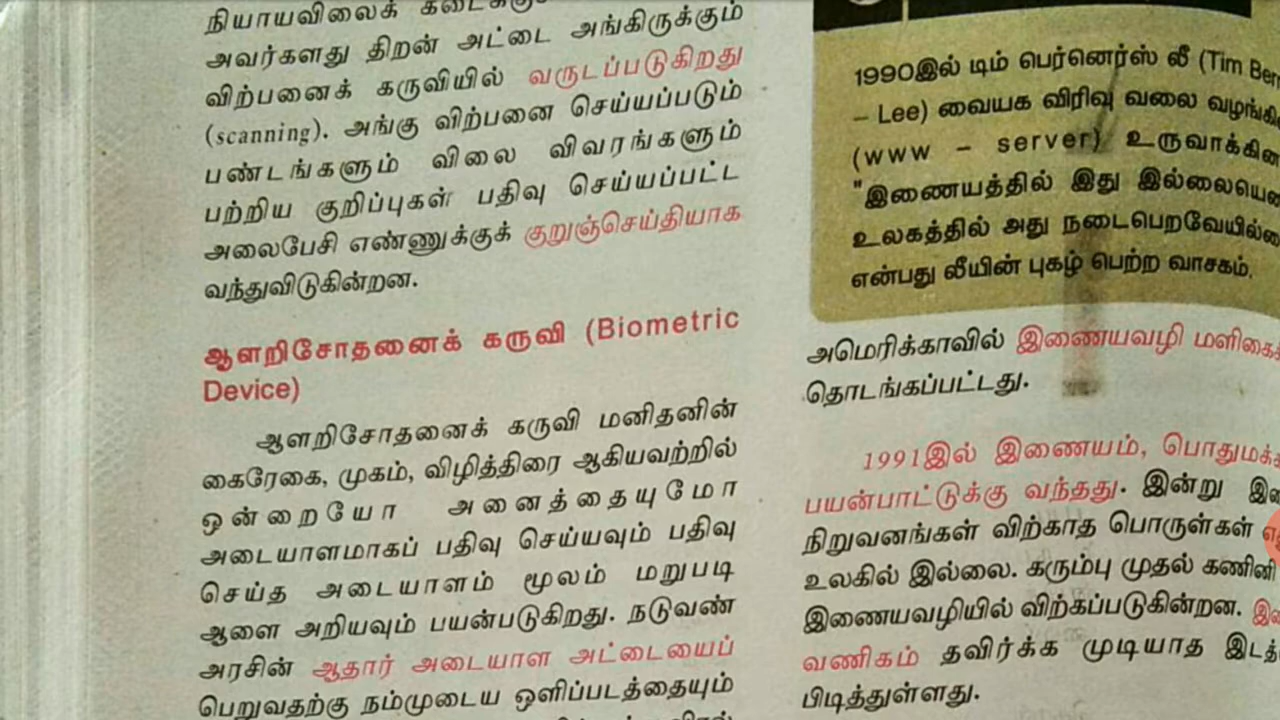 நியாயவிலைக்
அவர்களது திறன் அட்டை அங்கிருக்கும்
விற்பனைக் கருவியில் வருடப்படுகிறது
(scanning). அங்கு விற்பனை செய்யப்படும்
பண்டங்களும் விலை விவரங்களும்
பற்றிய குறிப்புகள் பதிவு செய்யப்பட்ட
அலைபேசி எண்ணுக்குக் குறுஞ்செய்தியாக
வந்துவிடுகின்றன.
ஆளறிசோதனைக் கருவி (Biometric
Device)
ஆளறிசோதனைக் கருவி மனிதனின்
கைரேகை, முகம், விழித்திரை ஆகியவற்றில்
ஒன்றையோ அனைத்தையுமோ
அடையாளமாகப் பதிவு செய்யவும் பதிவு
செய்த அடையாளம் மூலம் மறுபடி
ஆளை அறியவும் பயன்படுகிறது. நடுவண்
அரசின் ஆதார் அடையாள அட்டையைப்
பெறுவதற்கு நம்முடைய ஒளிப்படத்தையும்
1990இல் டிம் பெர்னெர்ஸ் லீ (Tim
– Lee) வையக விரிவு வலை
(www – server)
"இணையத்தில் இது
உலகத்தில் அது
என்பது லீயின் புகழ் பெற்ற வாசகம்.
அமெரிக்காவில் இணையவழி
தொடங்கப்பட்டது.
1991இல் இணையம்,
பயன்பாட்டுக்கு வந்தது. இன்று
நிறுவனங்கள் விற்காத பொருள்கள்
உலகில் இல்லை. கரும்பு முதல் கணினி
இணையவழியில் விற்கப்படுகின்றன.
வணிகம் தவிர்க்க முடியாத
பிடித்துள்ளது.